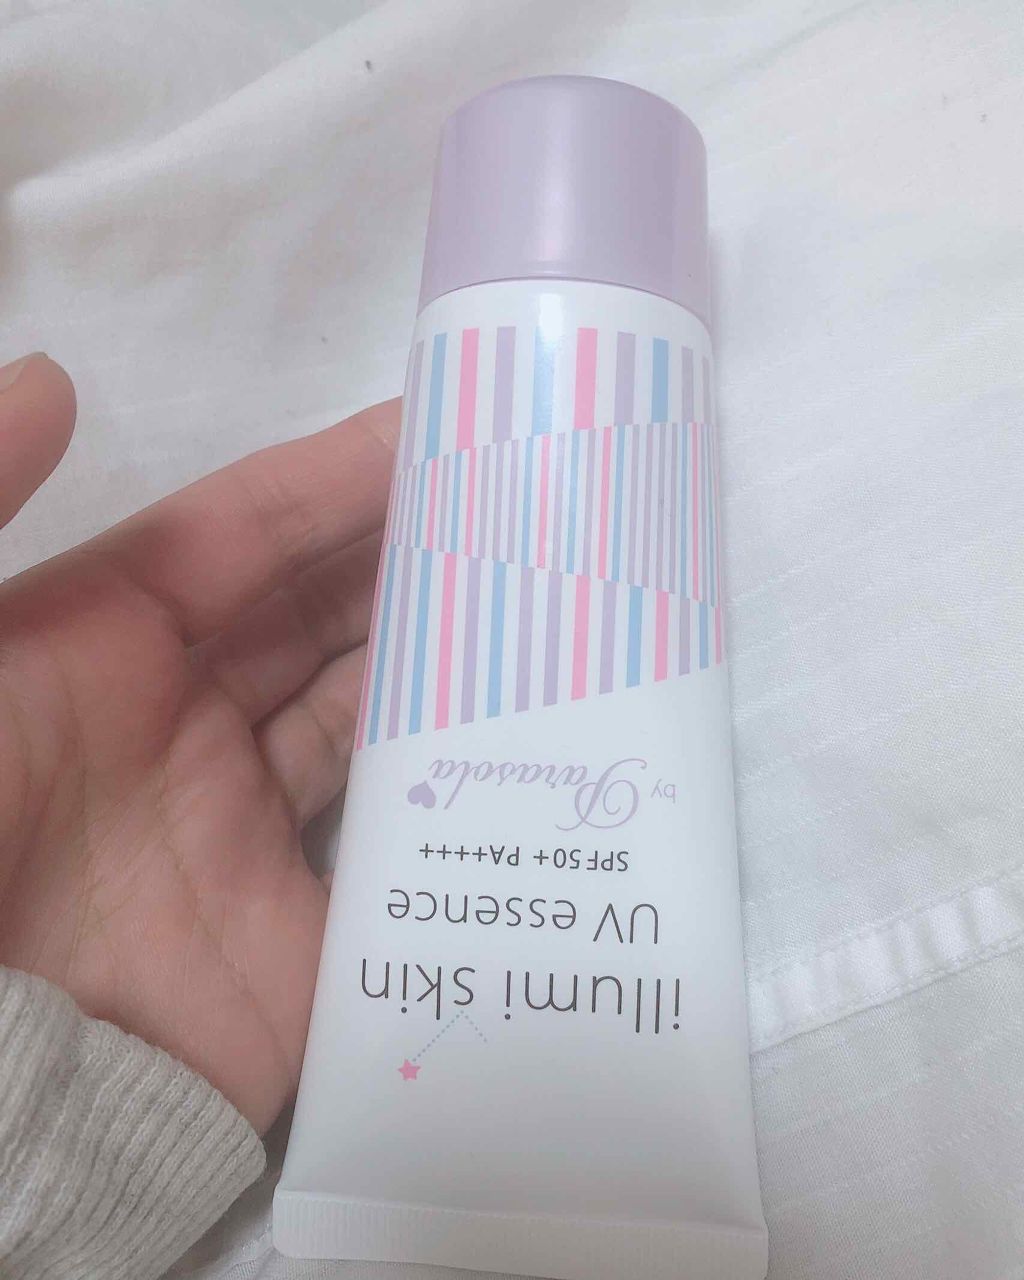 illumi skin
UV essence
SPF50+ PA++++
by Parasola